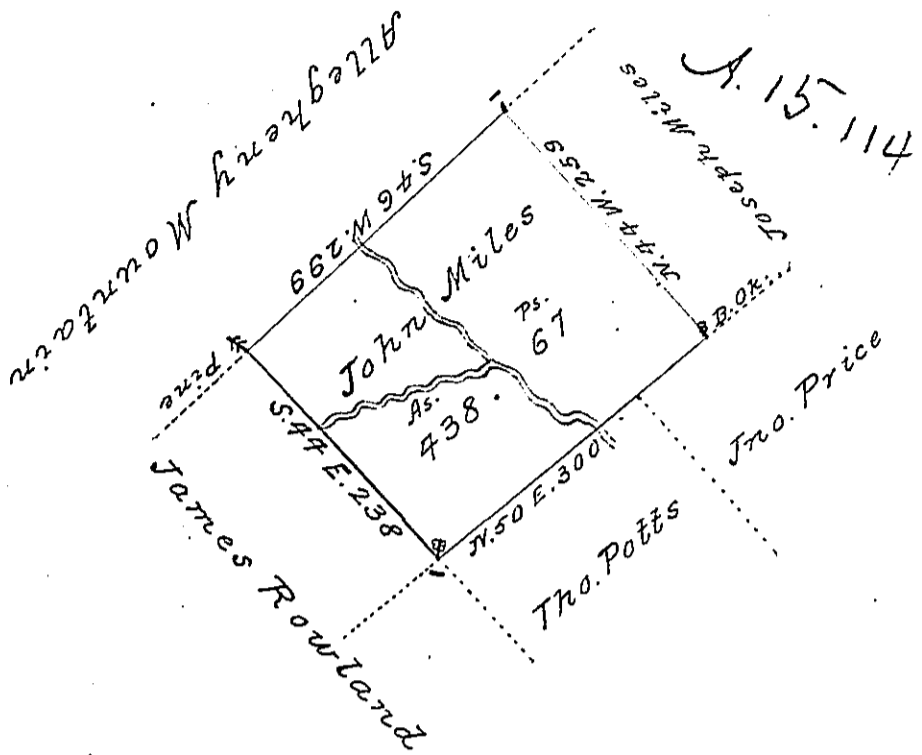 A. 15. 114
Allegheny Mountain
Joseph Miles
S. 46 W. 299
N. 44 W. 259
John Miles
Ps.
67
As.
438.
B. Ok...
Pine
S. 44 E. 238
N. 50 E. 300
Jno. Price
Tho. Potts
James Rowland